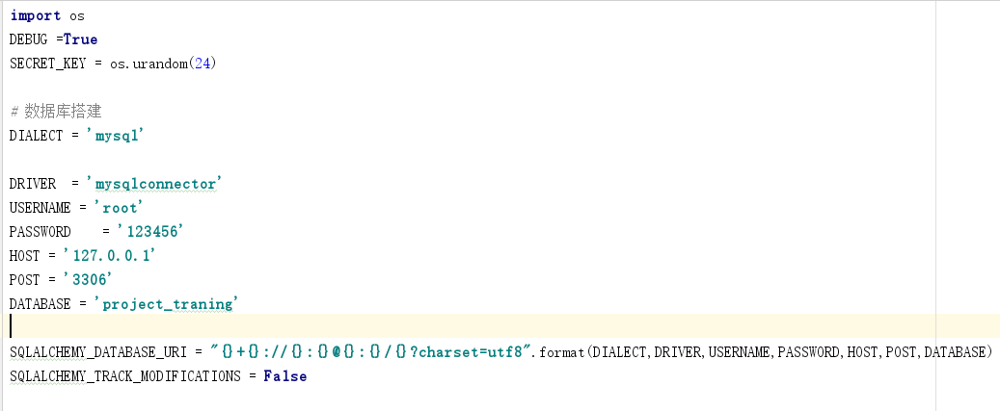 import os
DEBUG =True
SECRET_KEY = os.urandom(24)
# 数据库搭建
DIALECT = 'mysql'
DRIVER  = 'mysqlconnector'
USERNAME = 'root'
PASSWORD    = '123456'
HOST = '127.0.0.1'
POST = '3306'
DATABASE = 'project_traning'
SQLALCHEMY_DATABASE_URI = "{}+{}://{}:{}@{}:{}/{}?charset=utf8".format(DIALECT,DRIVER,USERNAME,PASSWORD,HOST,POST,DATABASE)
SQLALCHEMY_TRACK_MODIFICATIONS = False